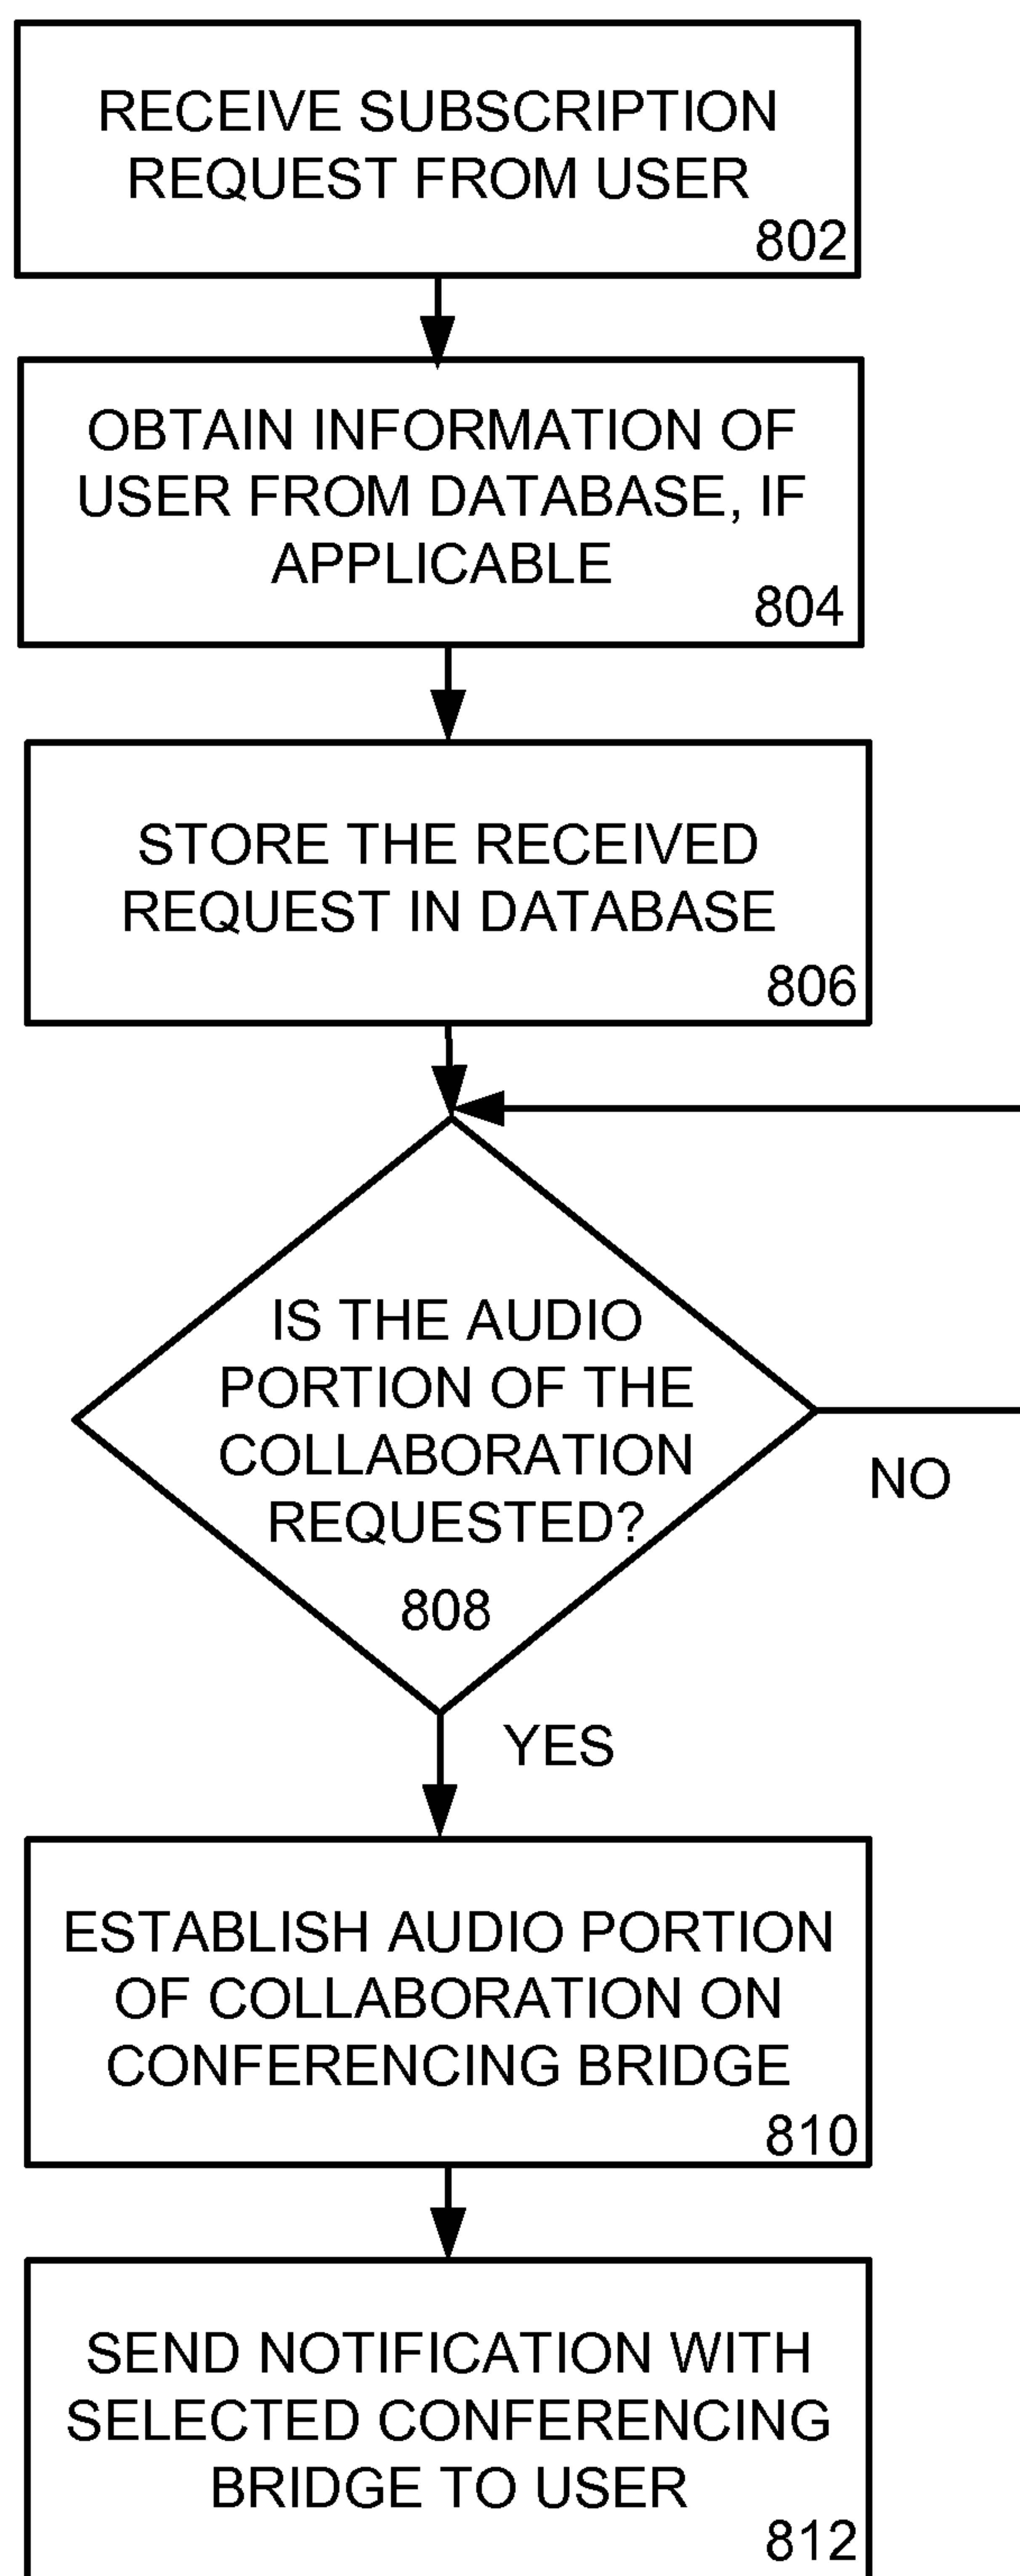 RECEIVE SUBSCRIPTION
REQUEST FROM USER
802
OBTAIN INFORMATION OF
USER FROM DATABASE, IF
APPLICABLE
804
STORE THE RECEIVED
REQUEST IN DATABASE
806
IS THE AUDIO
PORTION OF THE
COLLABORATION
REQUESTED?
808
NO
YES
ESTABLISH AUDIO PORTION
OF COLLABORATION ON
CONFERENCING BRIDGE
810
SEND NOTIFICATION WITH
SELECTED CONFERENCING
BRIDGE TO USER
812